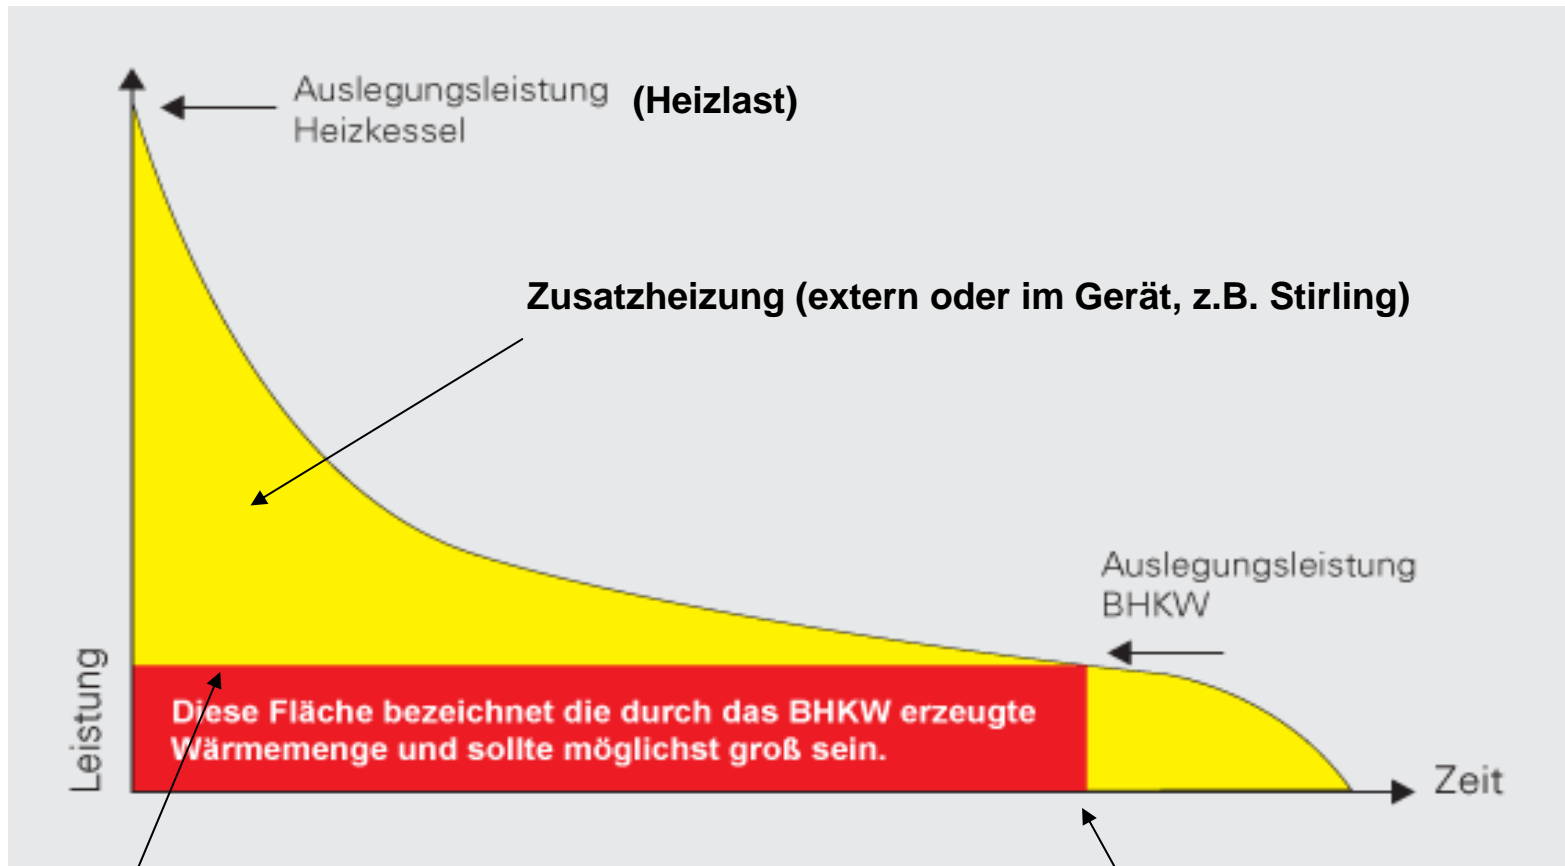 Auslegungsleistung (Heizlast)
Heizkessel
Zusatzheizung (extern oder im Gerät, z.B. Stirling)
Auslegungsleistung
BHKW
Leistung
Diese Fläche bezeichnet die durch das BHKW erzeugte
Wärmemenge und sollte möglichst groß sein.
Zeit